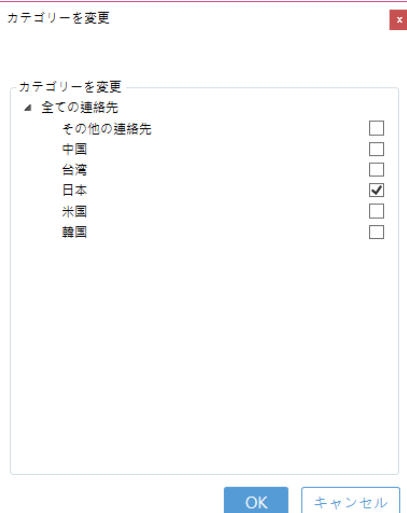 カテゴリーを変更
x
カテゴリーを変更
全ての連絡先
その他の連絡先
中国
台湾
日本
米国
韓国
OK キャンセル